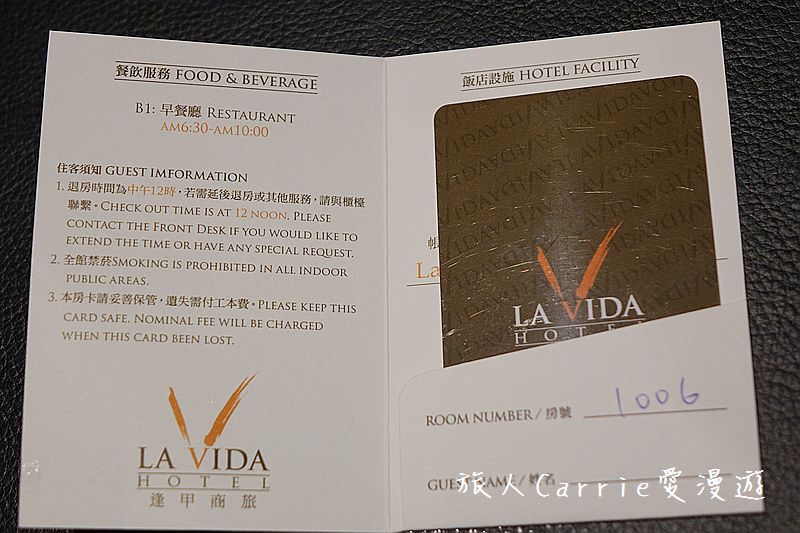 餐飲服務 FOOD & BEVERAGE
B1: 早餐廳 RESTAURANT
AM6:30-AM10:00
住客須知 GUEST IMFORMATION
1. 退房時間為中午12時，若需延後退房或其他服務，請與櫃檯
聯繫。CHECK OUT TIME IS AT 12 NOON. PLEASE
CONTACT THE FRONT DESK IF YOU WOULD LIKE TO
EXTEND THE TIME OR HAVE ANY SPECIAL REQUEST.
2. 全館禁菸SMOKING IS PROHIBITED IN ALL INDOOR
PUBLIC AREAS.
3. 本房卡請妥善保管，遺失需付工本費。PLEASE KEEP THIS
CARD SAFE. NOMINAL FEE WILL BE CHARGED
WHEN THIS CARD BEEN LOST.
LA VIDA
HOTEL
逢甲商旅
飯店設施 HOTEL FACILITY
帳
La
LA VIDA
HOTEL
ROOM NUMBER / 房號 1006
GUEST NAME / 姓名
旅人Carrie愛漫遊